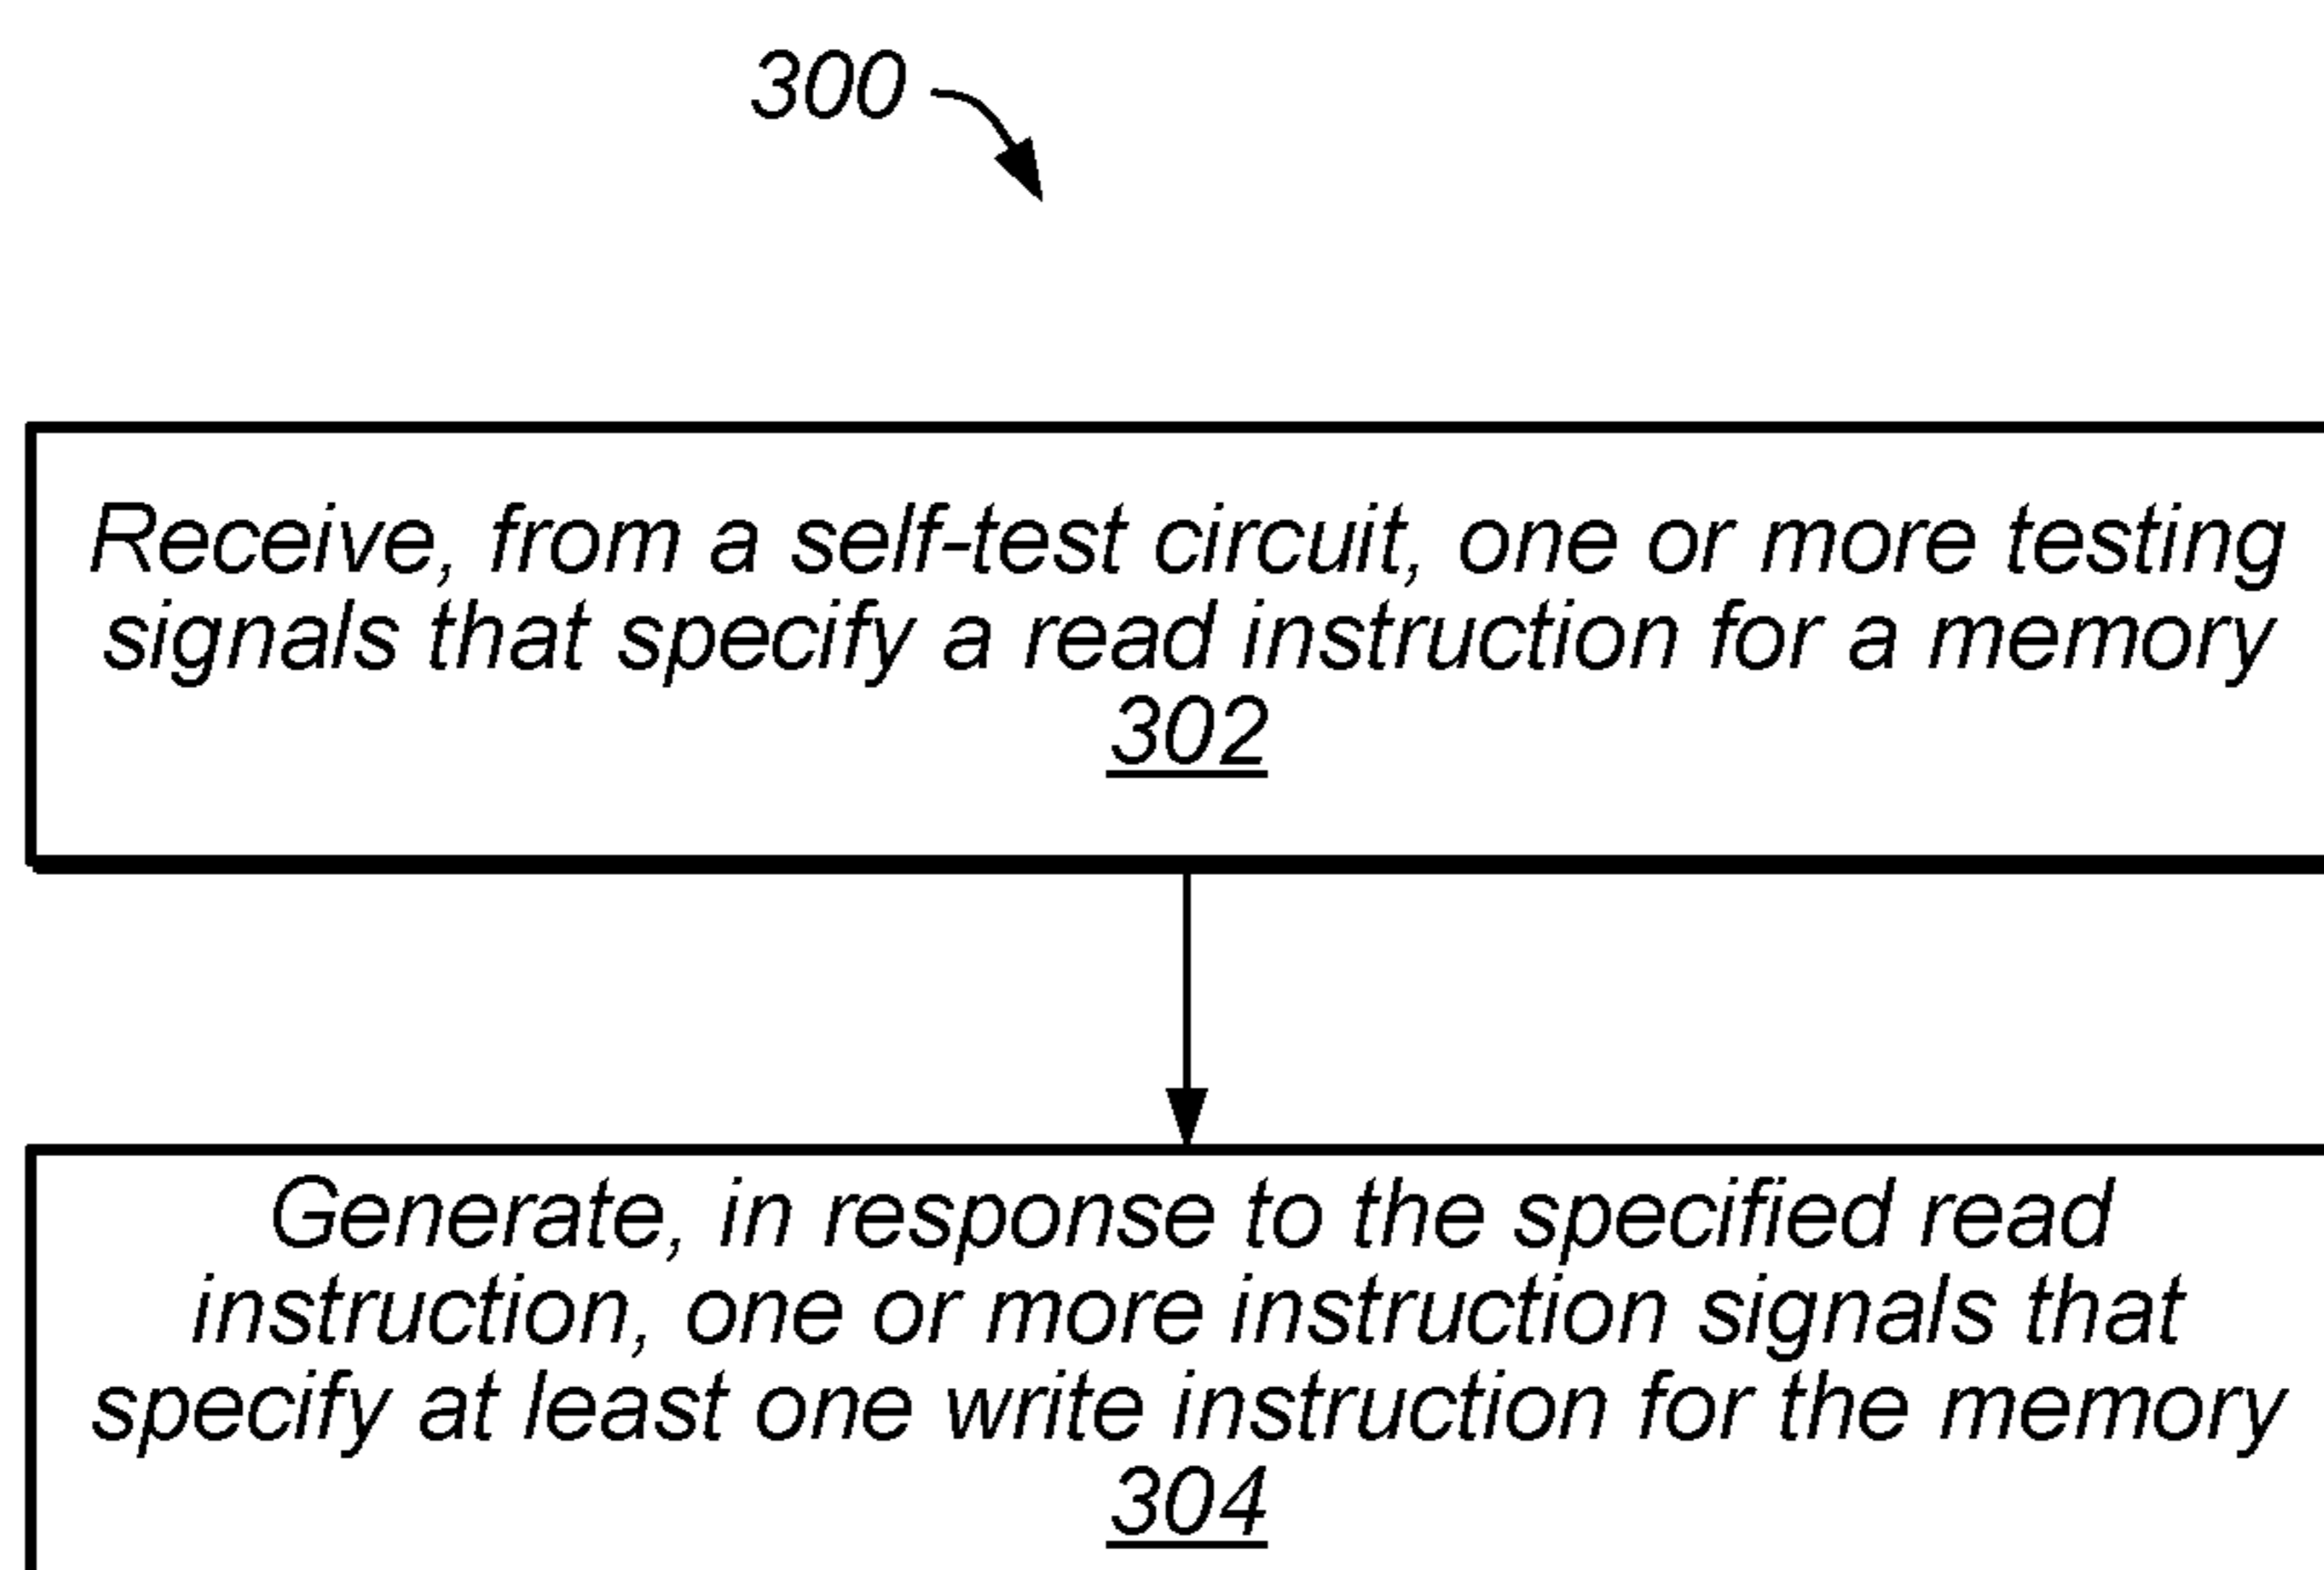 300
Receive, from a self-test circuit, one or more testing
signals that specify a read instruction for a memory
302
Generate, in response to the specified read
instruction, one or more instruction signals that
specify at least one write instruction for the memory
304